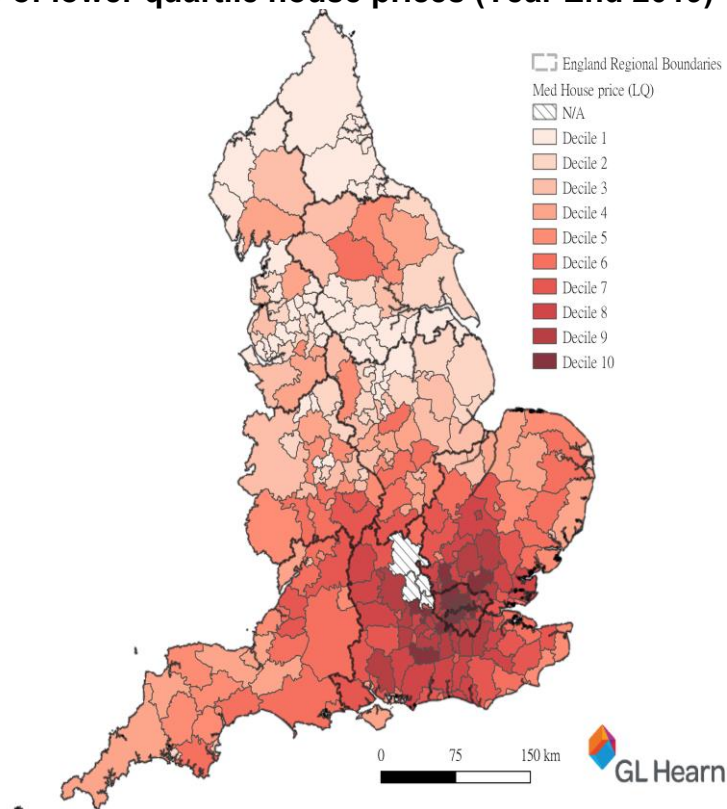 of lower quartile house prices (Year End 2019)
England Regional Boundaries
Med House price (LQ)
N/A
Decile 1
Decile 2
Decile 3
Decile 4
Decile 5
Decile 6
Decile 7
Decile 8
Decile 9
Decile 10
0 75 150 km
GL Hearn